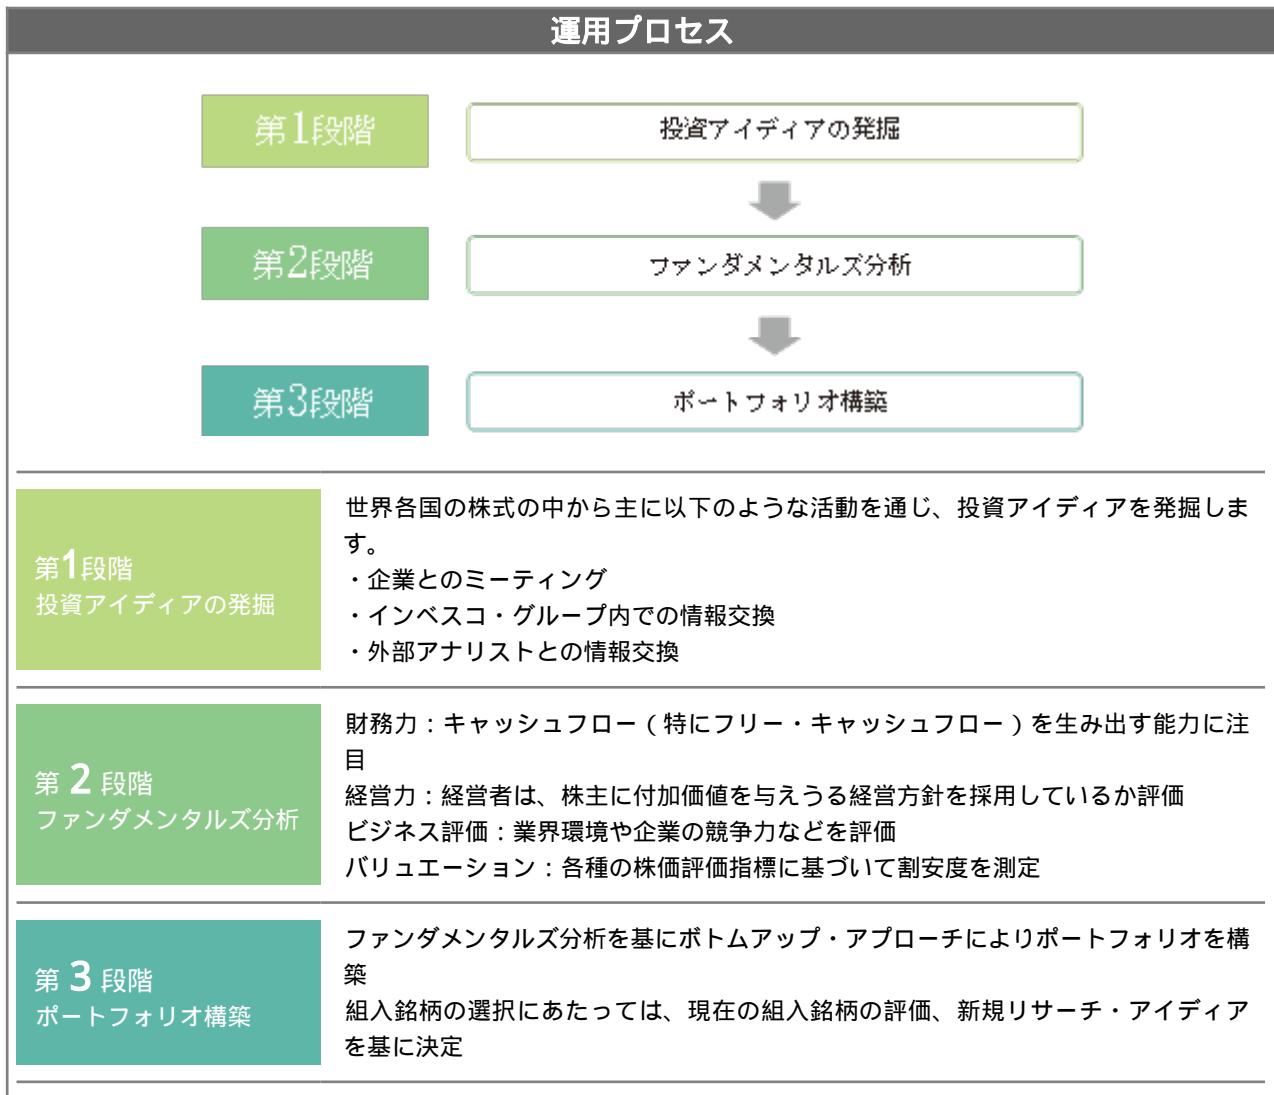 運用プロセス
第1段階
投資アイディアの発掘
第2段階
ファンダメンタルズ分析
第3段階
ポートフォリオ構築
第1段階
投資アイディアの発掘
世界各国の株式の中から主に以下のような活動を通じ、投資アイディアを発掘しま
す。
・企業とのミーティング
・インベスコ・グループ内での情報交換
・外部アナリストとの情報交換
第 2 段階
ファンダメンタルズ分析
財務力：キャッシュフロー（特にフリー・キャッシュフロー）を生み出す能力に注
目
経営力：経営者は、株主に付加価値を与えうる経営方針を採用しているか評価
ビジネス評価：業界環境や企業の競争力などを評価
バリュエーション：各種の株価評価指標に基づいて割安度を測定
第 3 段階
ポートフォリオ構築
ファンダメンタルズ分析を基にボトムアップ・アプローチによりポートフォリオを構
築
組入銘柄の選択にあたっては、現在の組入銘柄の評価、新規リサーチ・アイディア
を基に決定